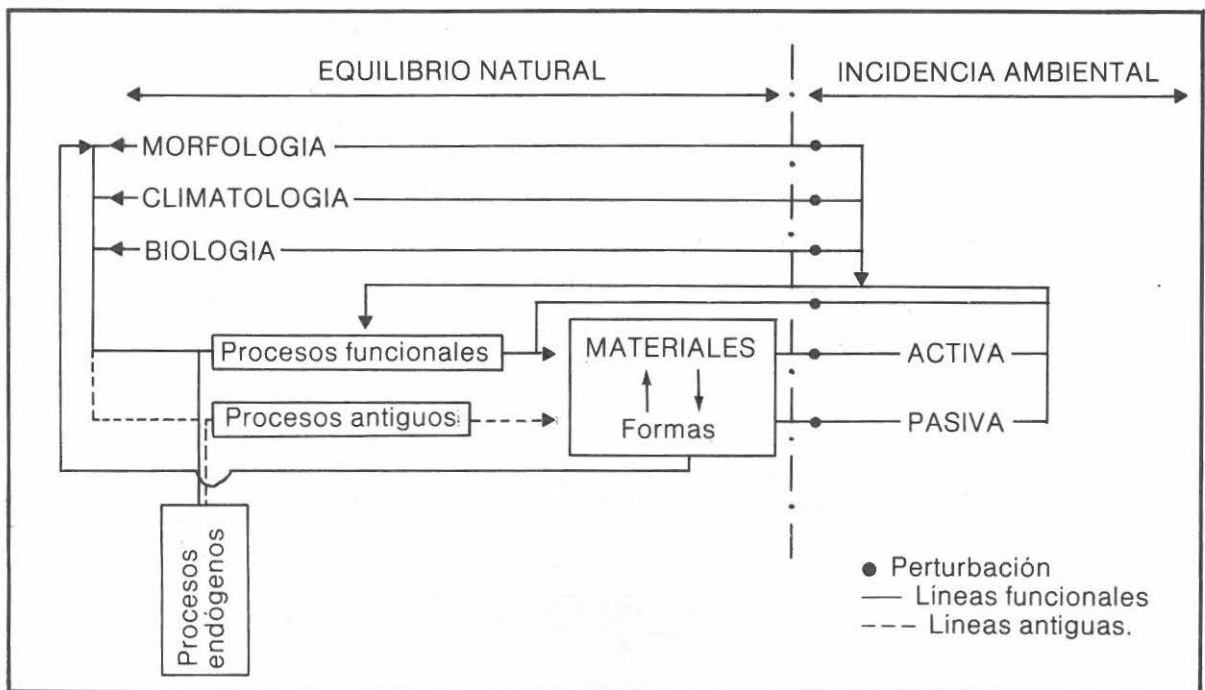 EQUILIBRIO NATURAL
INCIDENCIA AMBIENTAL
MORFOLOGIA
CLIMATOLOGIA
BIOLOGIA
Procesos funcionales
MATERIALES
Formas
ACTIVA
Procesos antiguos
PASIVA
Procesos
endógenos
Perturbación
Líneas funcionales
Lineas antiguas.